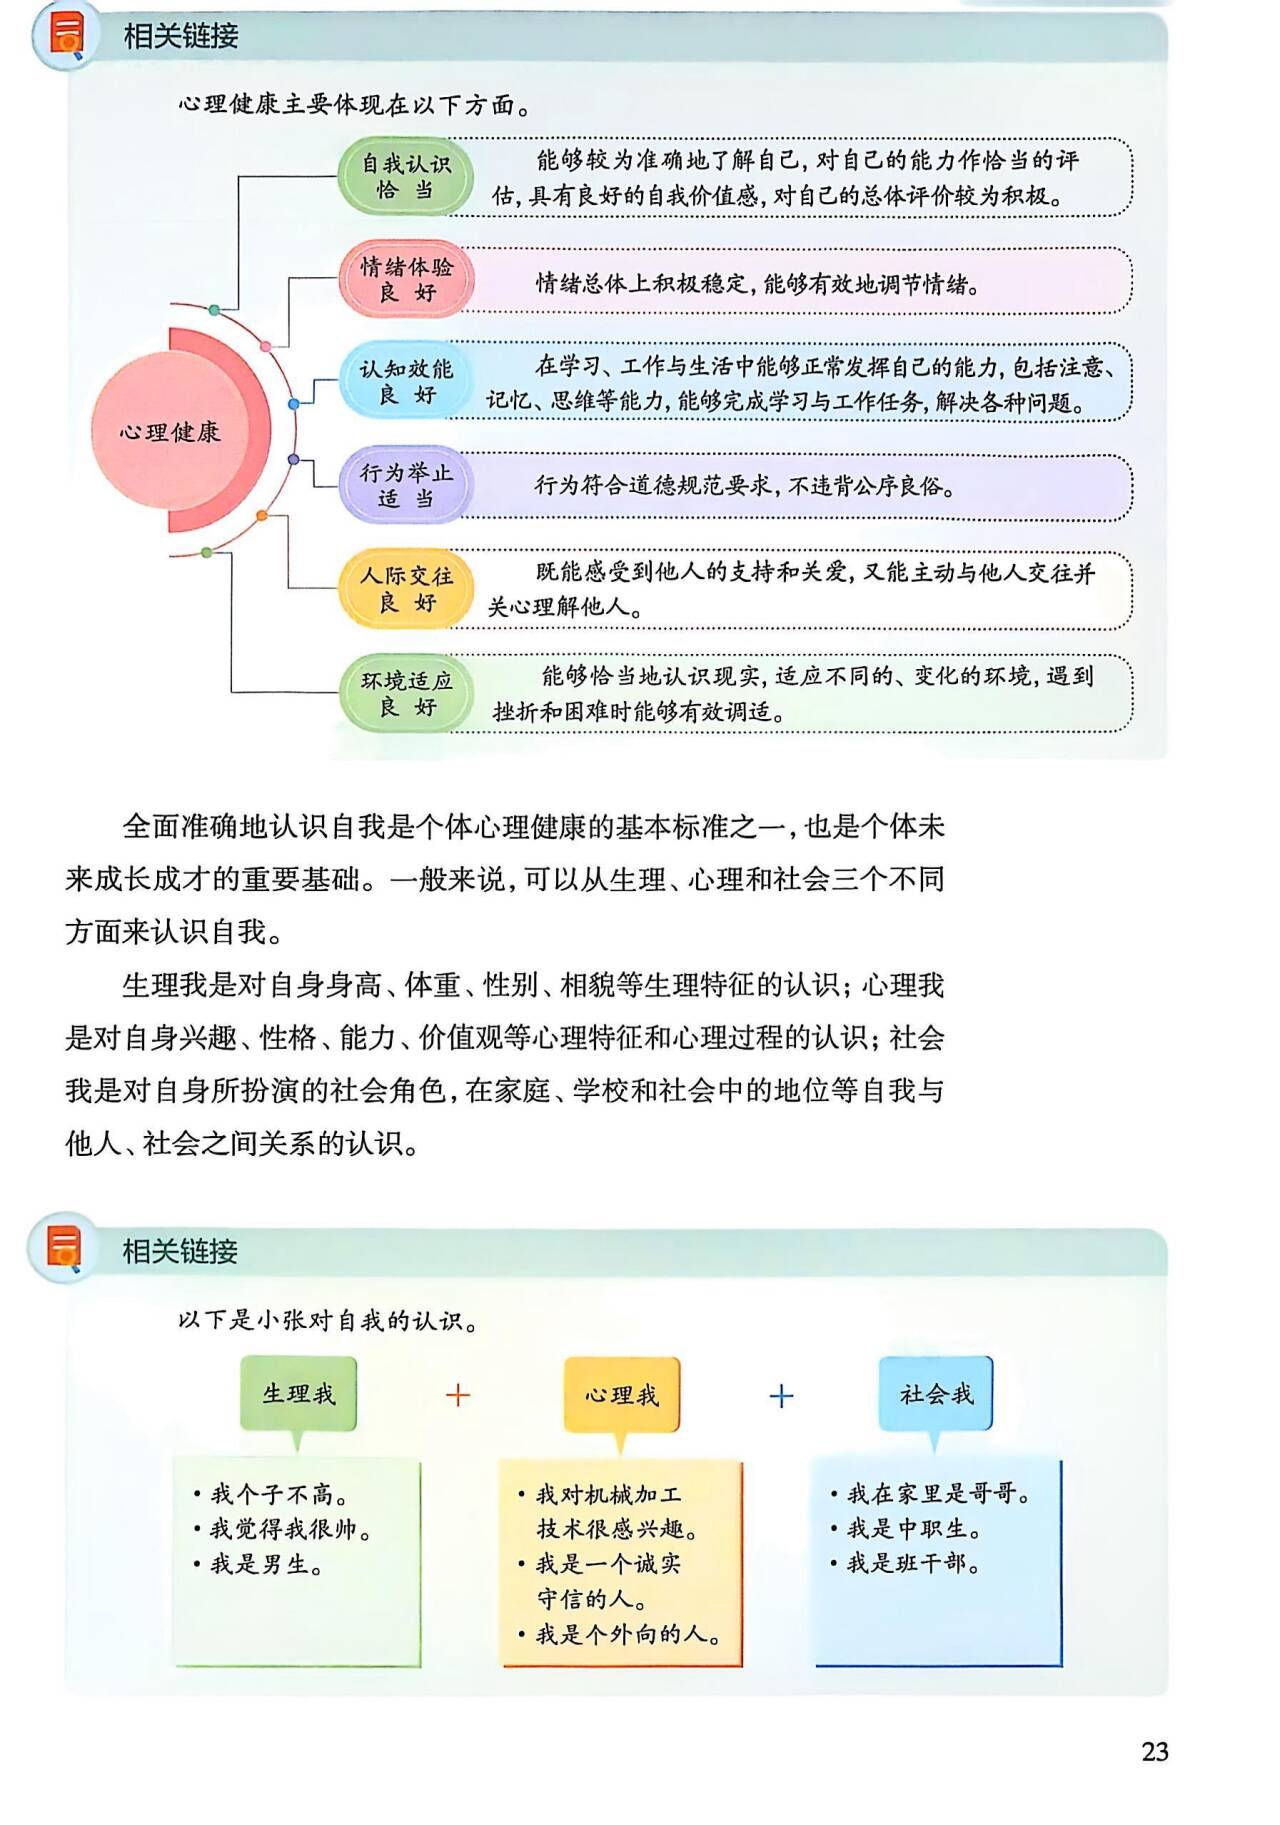 相关链接
心理健康主要体现在以下方面。
自我认识
恰当
能够较为准确地了解自己，对自己的能力作恰当的评
估，具有良好的自我价值感，对自己的总体评价较为积极。
情绪体验
良好
情绪总体上积极稳定，能够有效地调节情绪。
认知效能
良好
在学习、工作与生活中能够正常发挥自己的能力，包括注意、
记忆、思维等能力，能够完成学习与工作任务，解决各种问题。
心理健康
行为举止
适当
行为符合道德规范要求，不违背公序良俗。
人际交往
良好
既能感受到他人的支持和关爱，又能主动与他人交往并
关心理解他人。
环境适应
良好
能够恰当地认识现实，适应不同的、变化的环境，遇到
挫折和困难时能够有效调适。
全面准确地认识自我是个体心理健康的基本标准之一，也是个体未
来成长成才的重要基础。一般来说，可以从生理、心理和社会三个不同
方面来认识自我。
生理我是对自身身高、体重、性别、相貌等生理特征的认识；心理我
是对自身兴趣、性格、能力、价值观等心理特征和心理过程的认识；社会
我是对自身所扮演的社会角色，在家庭、学校和社会中的地位等自我与
他人、社会之间关系的认识。
相关链接
以下是小张对自我的认识。
生理我 + 心理我 + 社会我
·我个子不高。
·我觉得我很帅。
·我是男生。
·我对机械加工
技术很感兴趣。
·我是一个诚实
守信的人。
·我是个外向的人。
·我在家里是哥哥。
·我是中职生。
·我是班干部。
23